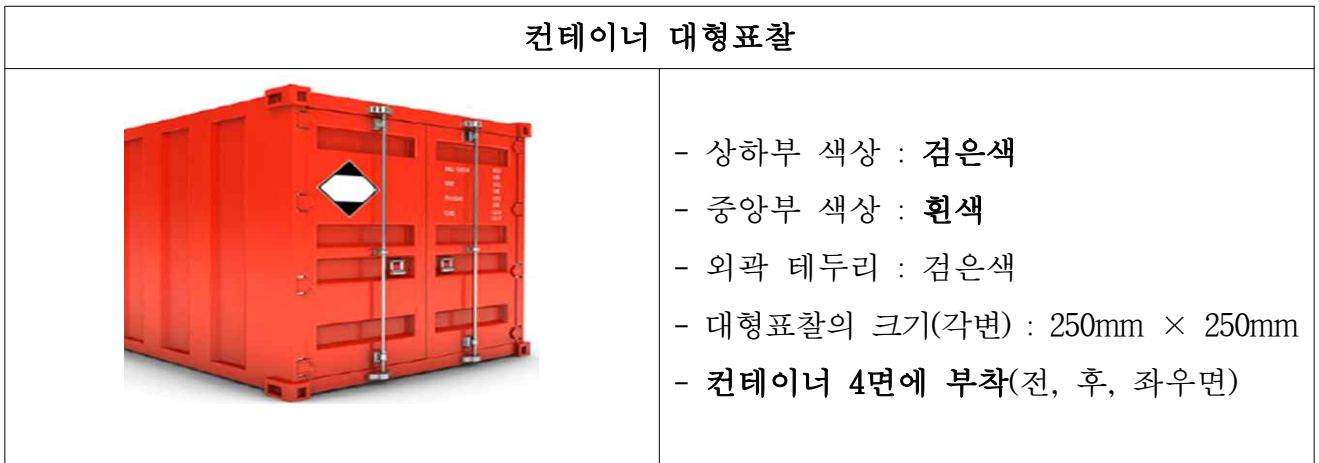 컨테이너 대형표찰
- 상하부 색상 : 검은색
- 중앙부 색상 : 흰색
- 외곽 테두리 : 검은색
- 대형표찰의 크기(각변) : 250mm × 250mm
- 컨테이너 4면에 부착(전, 후, 좌우면)